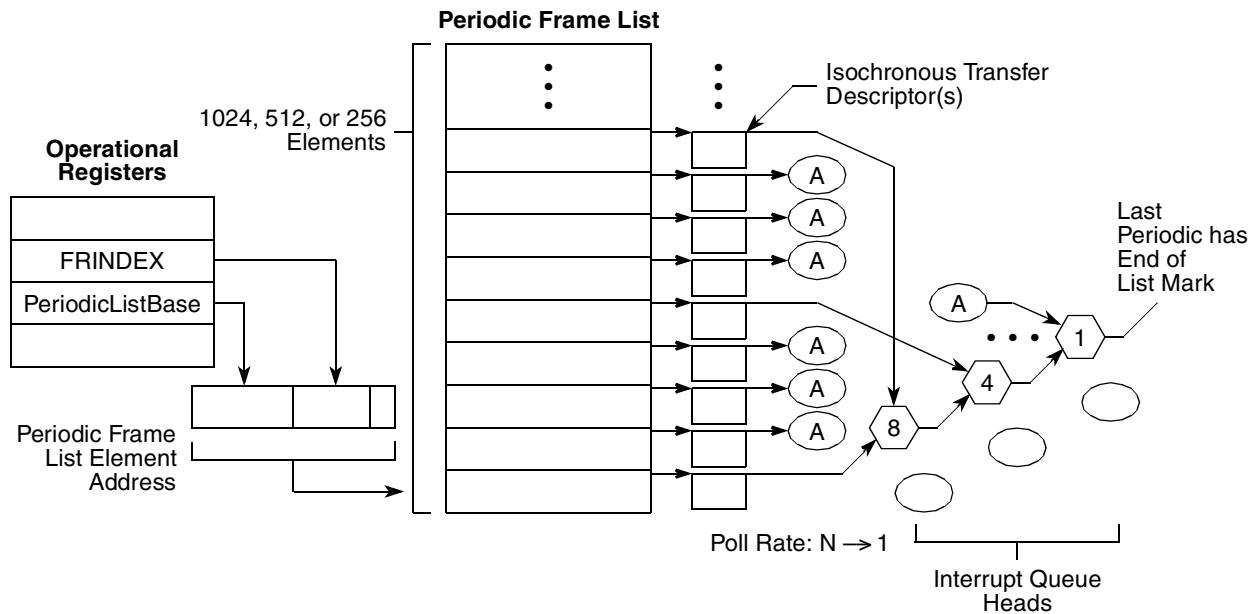 Periodic Frame List
Isochronous Transfer
Descriptor(s)
1024, 512, or 256
Elements
Operational
Registers
FRINDEX
PeriodicListBase
Periodic Frame
List Element
Address
A
A
A
A
A
A
A
8
4
1
Last
Periodic has
End of
List Mark
Poll Rate: N → 1
Interrupt Queue
Heads